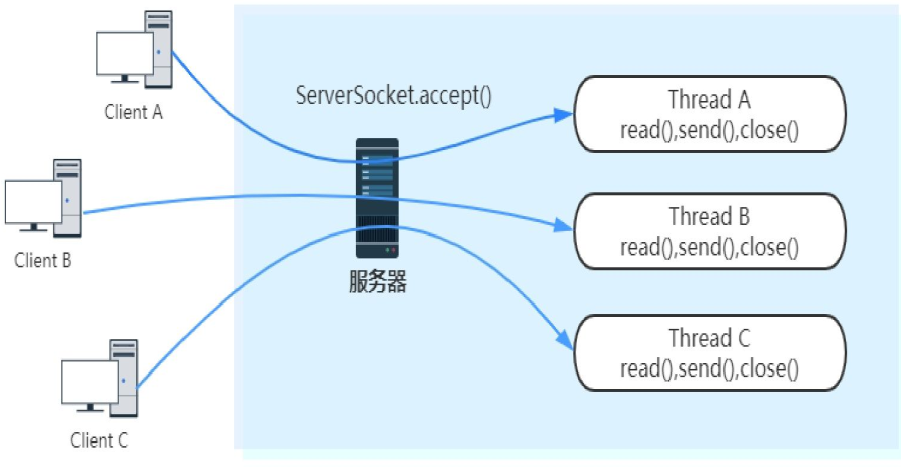 Client A
ServerSocket.accept()
Thread A
read(),send(),close()
Client B
服务器
Thread B
read(),send(),close()
Client C
Thread C
read(),send(),close()